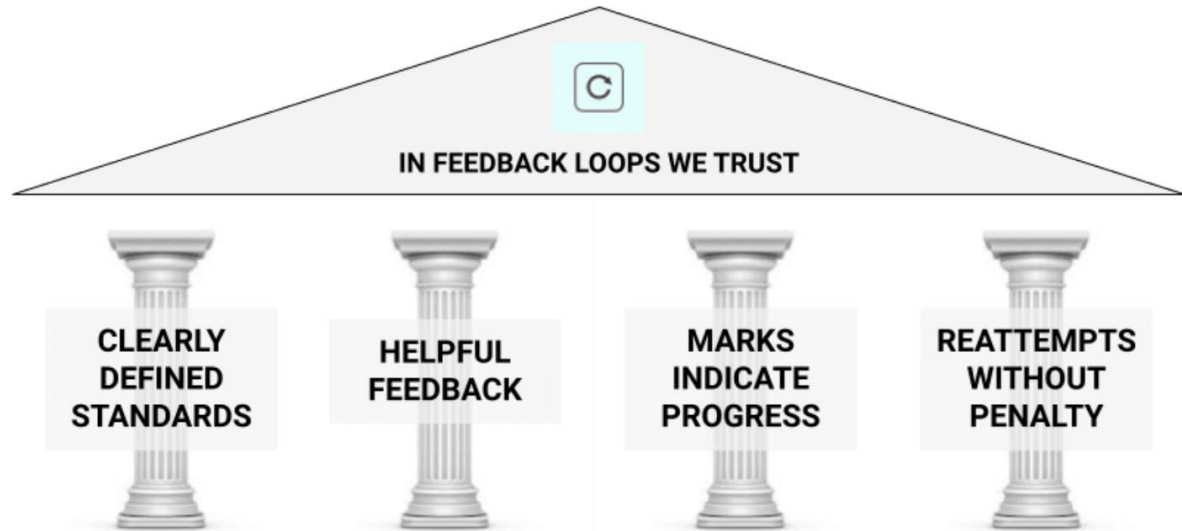 IN FEEDBACK LOOPS WE TRUST
CLEARLY
DEFINED
STANDARDS
HELPFUL
FEEDBACK
MARKS
INDICATE
PROGRESS
REATTEMPTS
WITHOUT
PENALTY